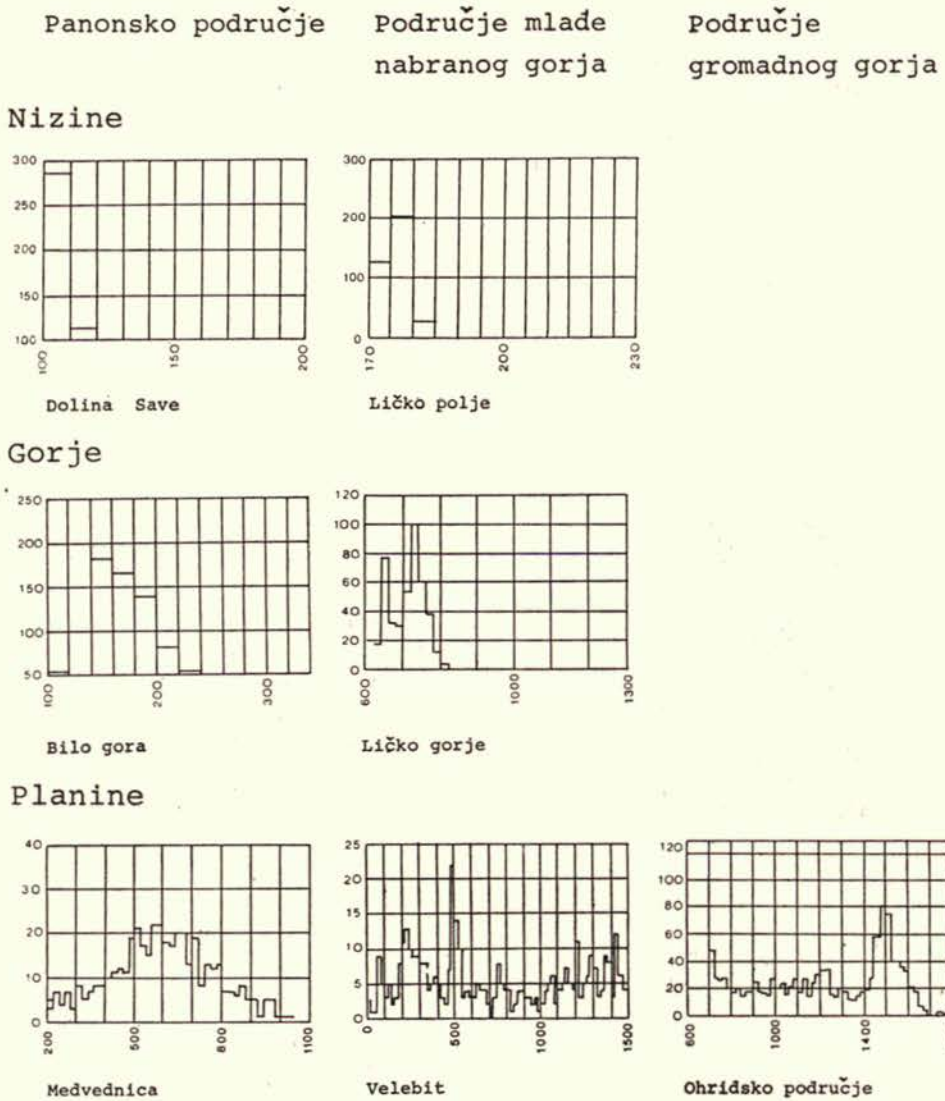 Panonsko područje Područje mlađe Područje
nabranog gorja gromadnog gorja
Nizine
300
250
200
150
100
100 150 200
Dolina Save
300
200
100
0
170 200 230
Ličko polje
Gorje
250
200
150
100
50
100 200 300
Bilo gora
120
100
80
60
40
20
0
600 1000 1300
Ličko gorje
Planine
40
30
20
10
0
200 500 800 1100
Medvednica
25
20
15
10
5
0
0 500 1000 1500
Velebit
120
100
80
60
40
20
0
600 1000 1400
Ohridsko područje